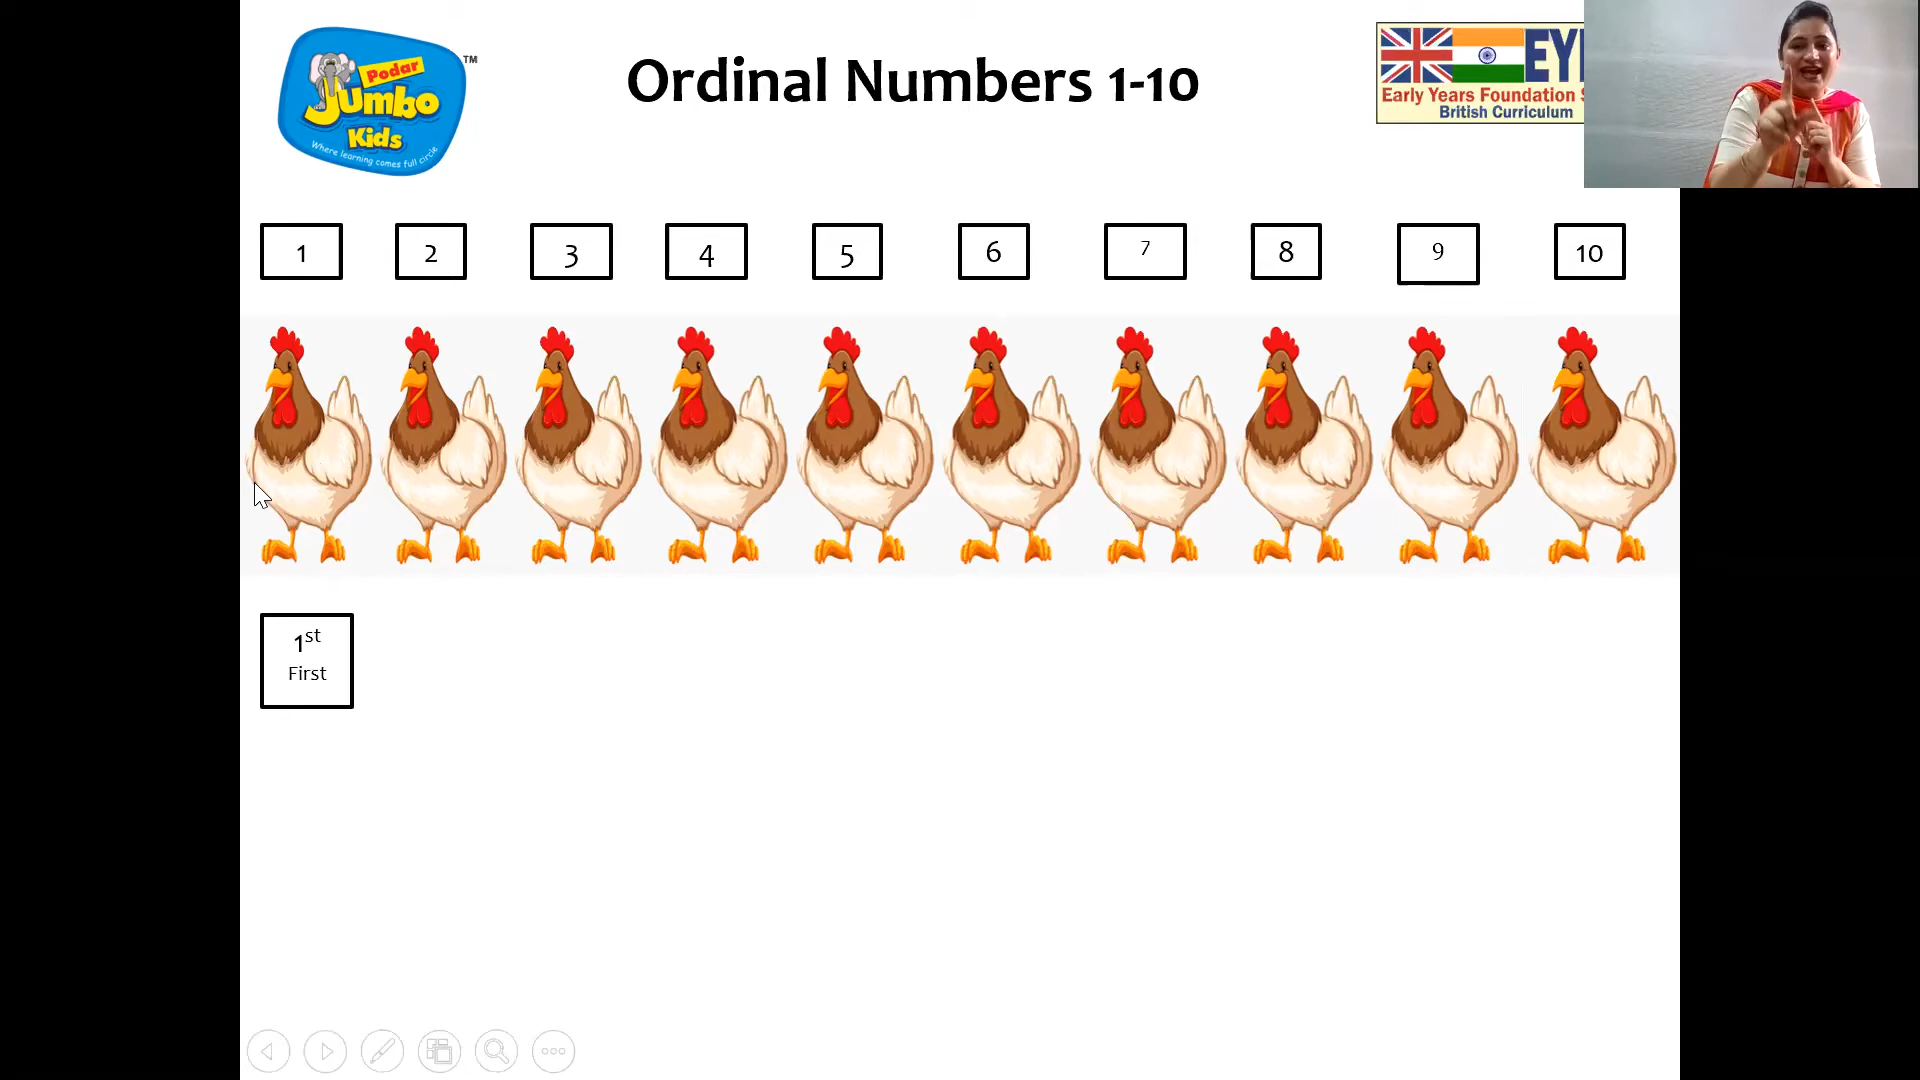 Podar
Jumbo
Kids
Where learning comes full circle
TM
Ordinal Numbers 1-10
Early Years Foundation
British Curriculum
1 2 3 4 5 6 7 8 9 10
1st
First